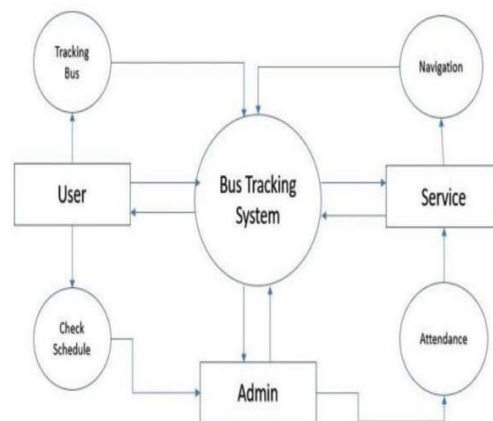 Tracking
Bus
Navigation
User
Bus Tracking
System
Service
Check
Schedule
Attendance
Admin